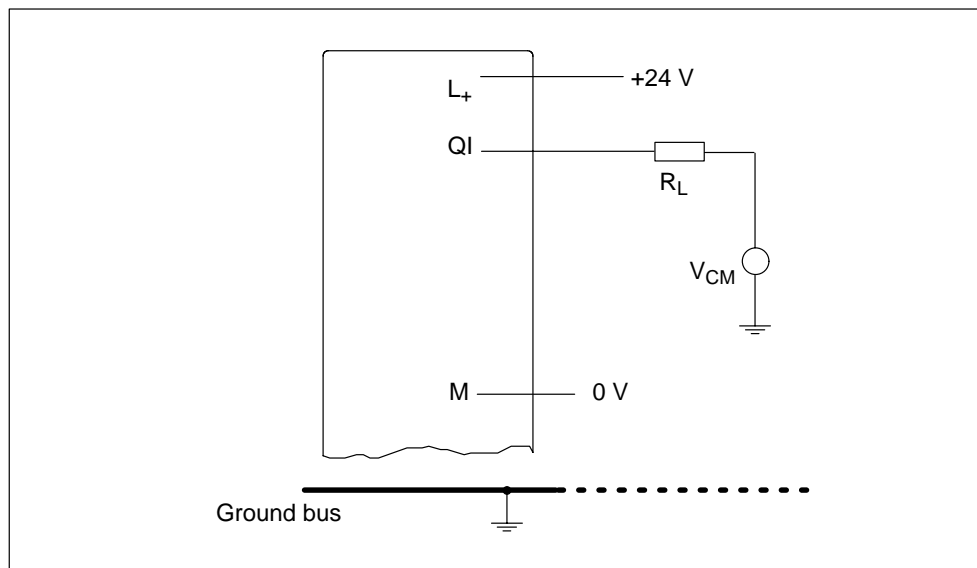 L+ +24 V
QI
RL
VCM
M 0 V
Ground bus